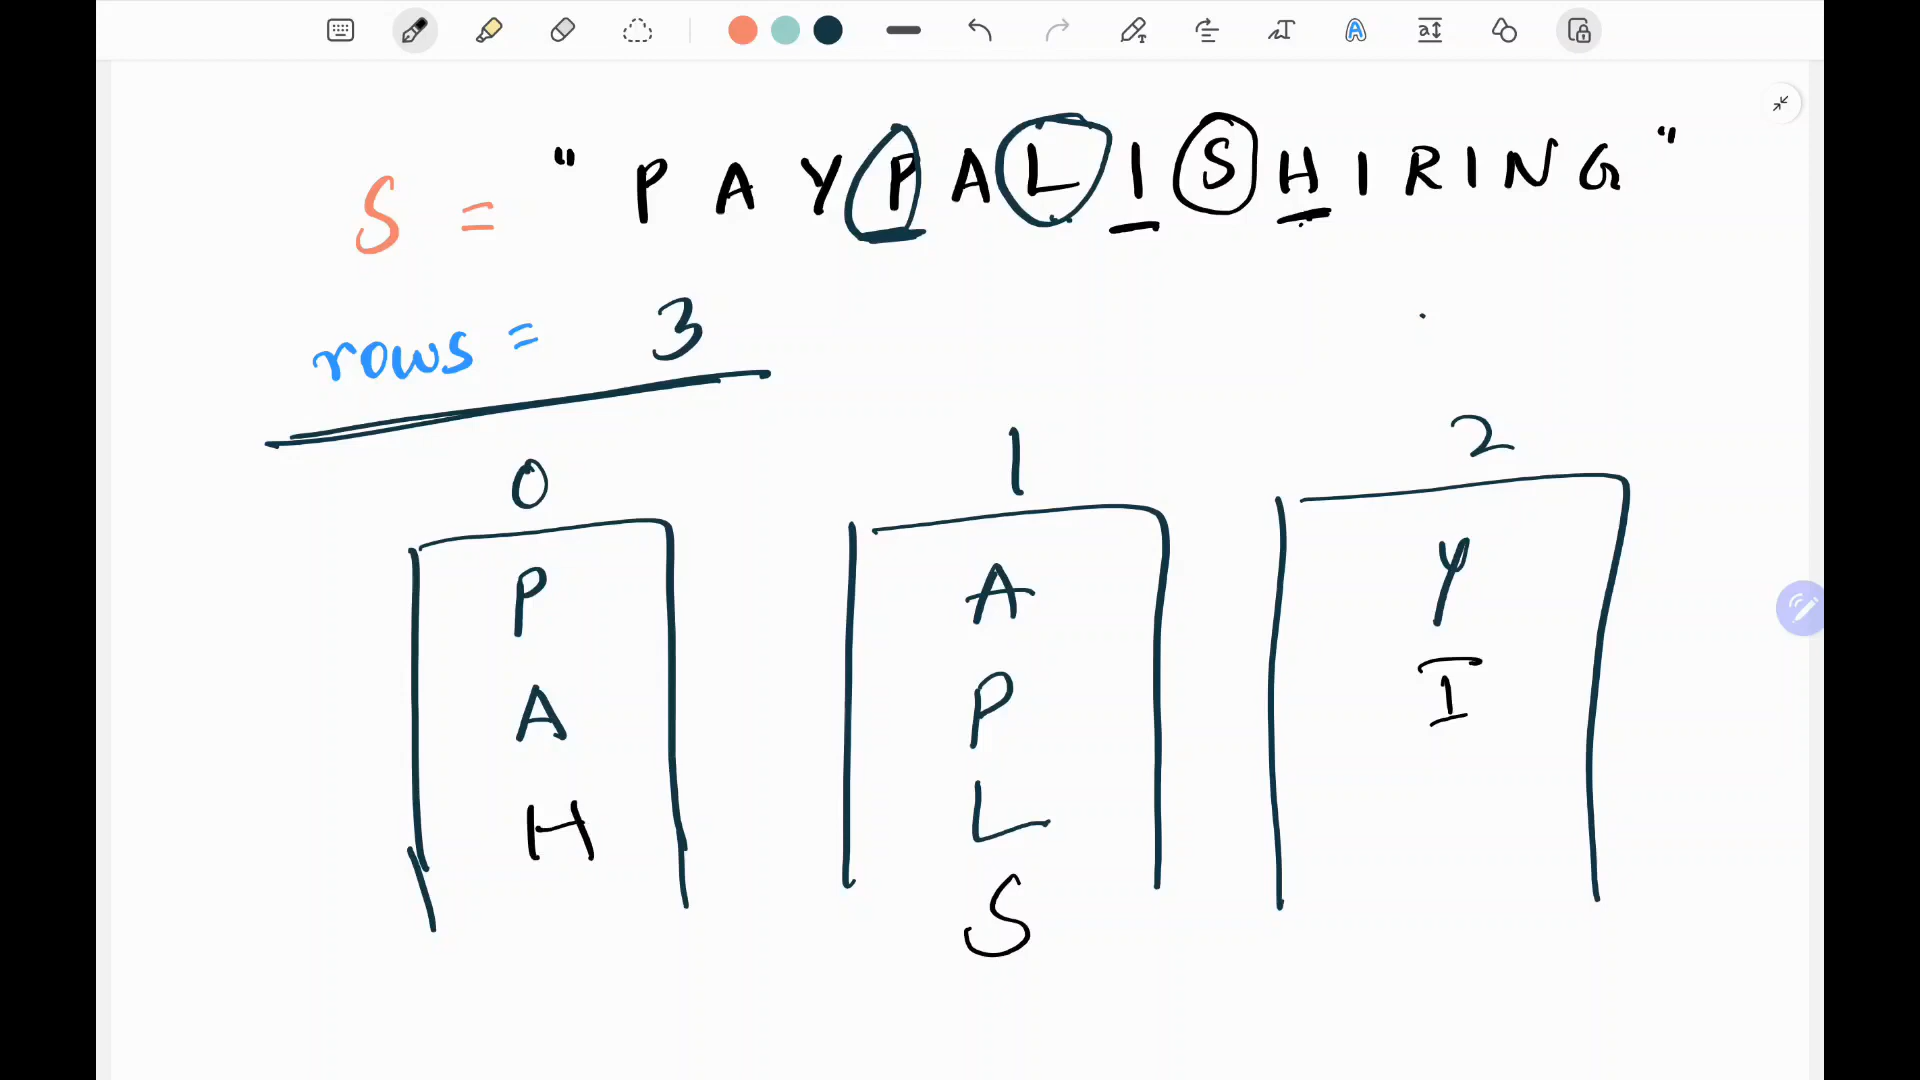 S = " P A Y P A L I S H I R I N G "
rows = 3
0 1 2
P A Y
A P I
H L
S